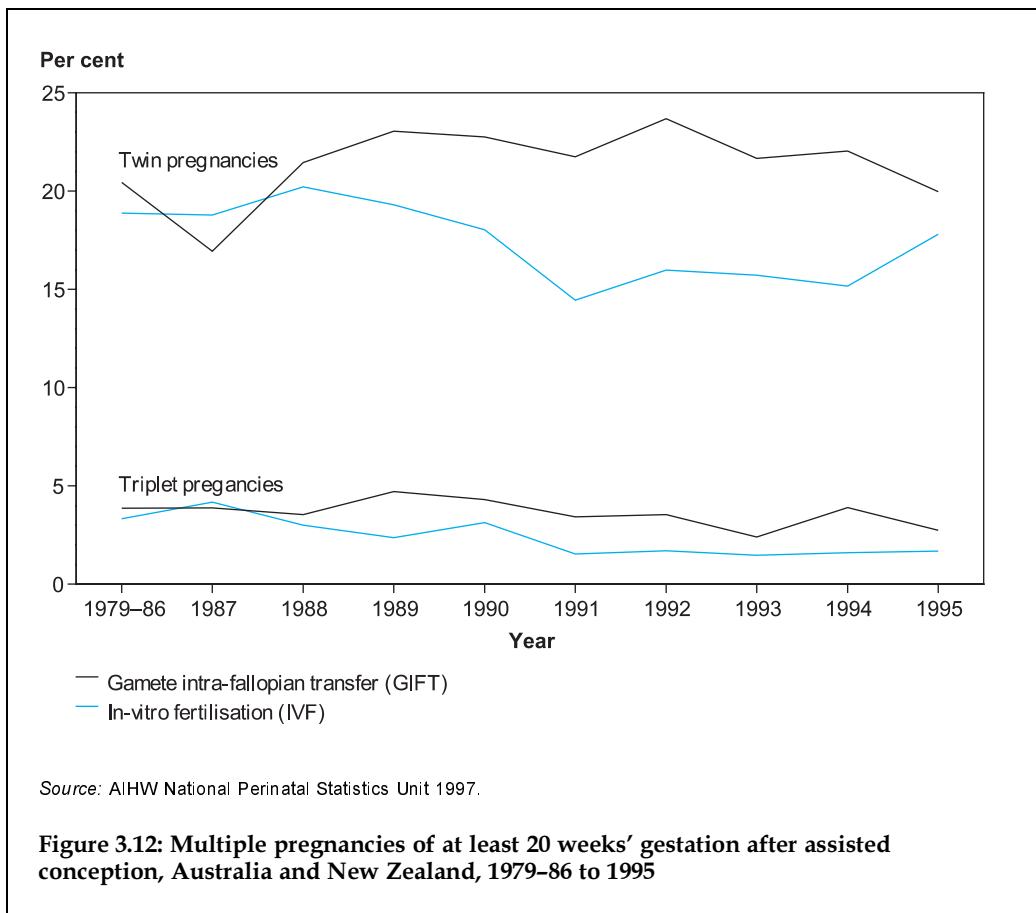 Per cent
25
Twin pregnancies
20
15
10
Triplet pregancies
5
0
1979–86 1987 1988 1989 1990 1991 1992 1993 1994 1995
Year
Gamete intra-fallopian transfer (GIFT)
In-vitro fertilisation (IVF)
Source: AIHW National Perinatal Statistics Unit 1997.
Figure 3.12: Multiple pregnancies of at least 20 weeks’ gestation after assisted
conception, Australia and New Zealand, 1979–86 to 1995